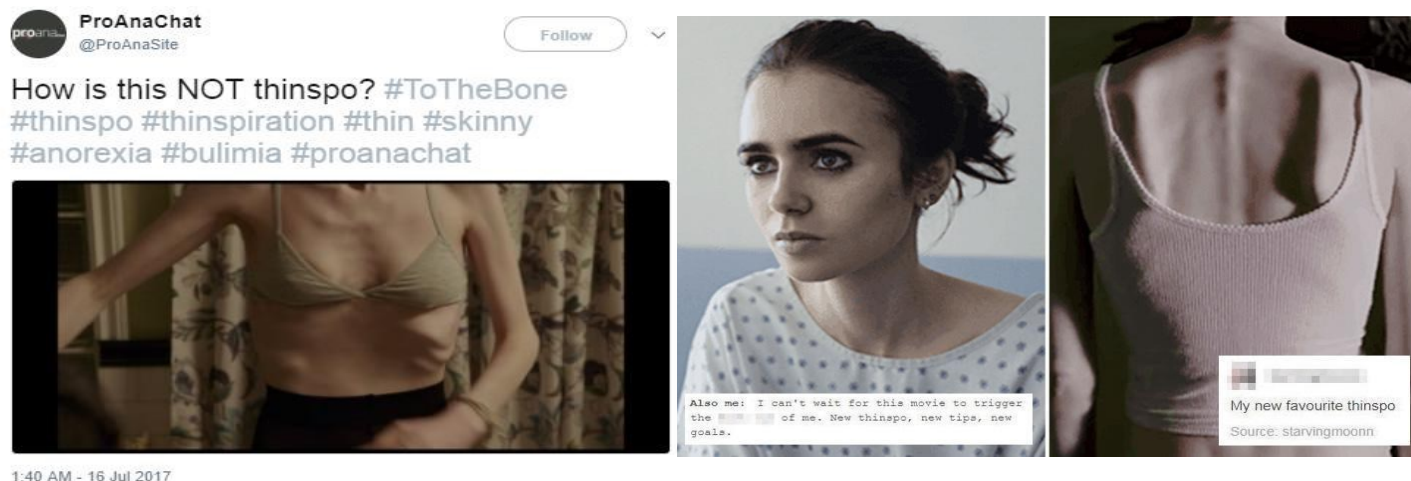 ProAnaChat
proana
@ProAnaSite
Follow
How is this NOT thinspo? #ToTheBone
#thinspo #thinspiration #thin #skinny
#anorexia #bulimia #proanachat
1:40 AM - 16 Jul 2017
Also me: I can't wait for this movie to trigger
the of me. New thinspo, new tips, new
goals.
My new favourite thinspo
Source: starvingmoonn